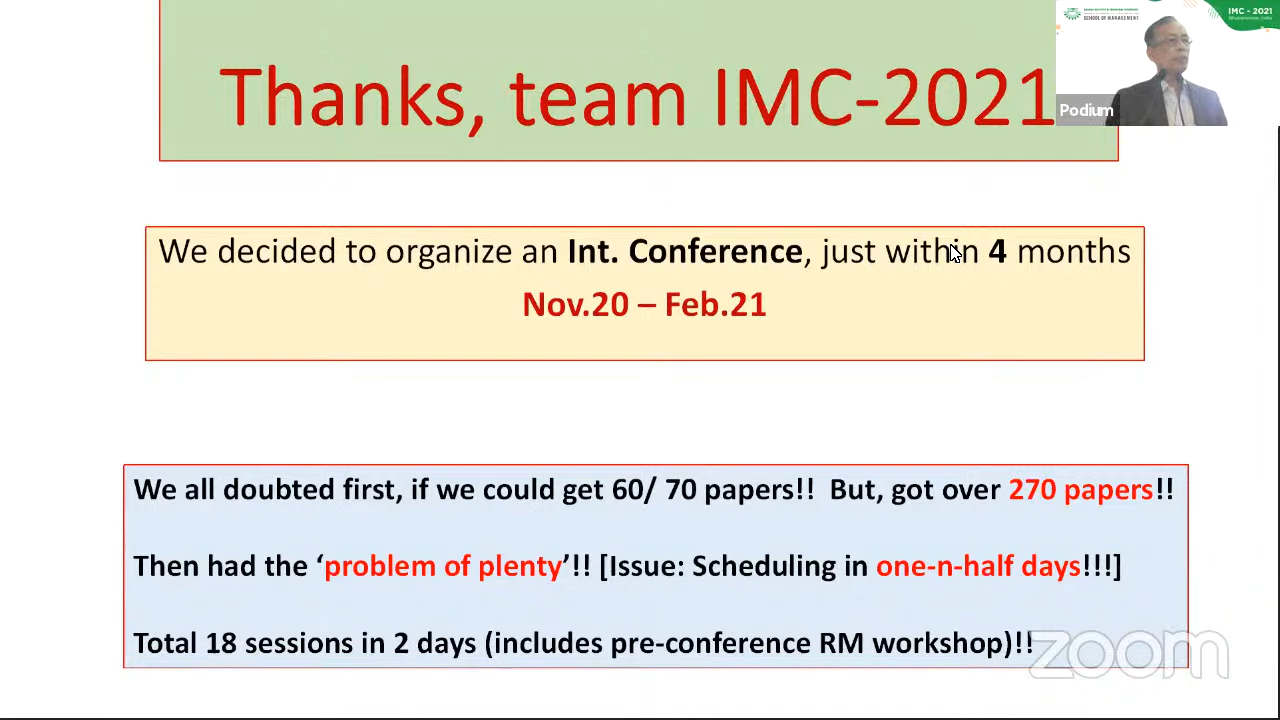 Thanks, team IMC-2021
SCHOOL OF MANAGEMENT
IMC - 2021
Bhubaneswar, India
Podium
We decided to organize an Int. Conference, just within 4 months
Nov.20 – Feb.21
We all doubted first, if we could get 60/ 70 papers!! But, got over 270 papers!!
Then had the ‘problem of plenty’!! [Issue: Scheduling in one-n-half days!!!]
Total 18 sessions in 2 days (includes pre-conference RM workshop)!!
zoom